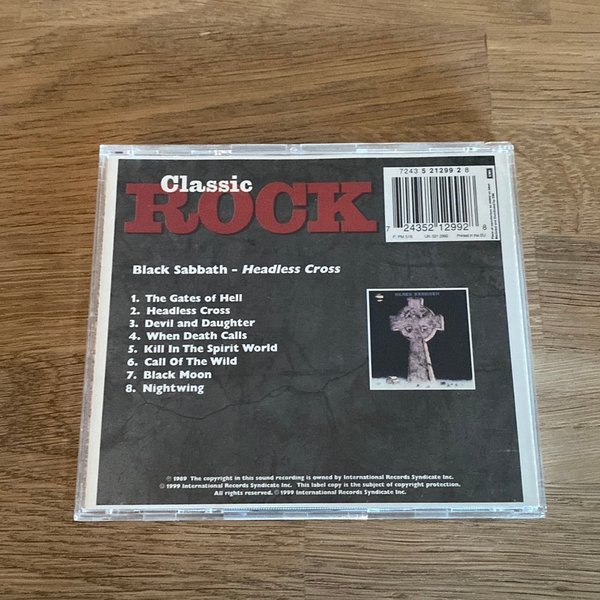 Classic
ROCK
7243 5 21299 2 8
7 24352 12992 8
Printed in the EU
Black Sabbath - Headless Cross
1. The Gates of Hell
2. Headless Cross
3. Devil and Daughter
4. When Death Calls
5. Kill In The Spirit World
6. Call Of The Wild
7. Black Moon
8. Nightwing
BLACK SABBATH
℗ 1989 The copyright in this sound recording is owned by International Records Syndicate Inc.
© 1999 International Records Syndicate Inc. This label copy is the subject of copyright protection.
All rights reserved. © 1999 International Records Syndicate Inc.